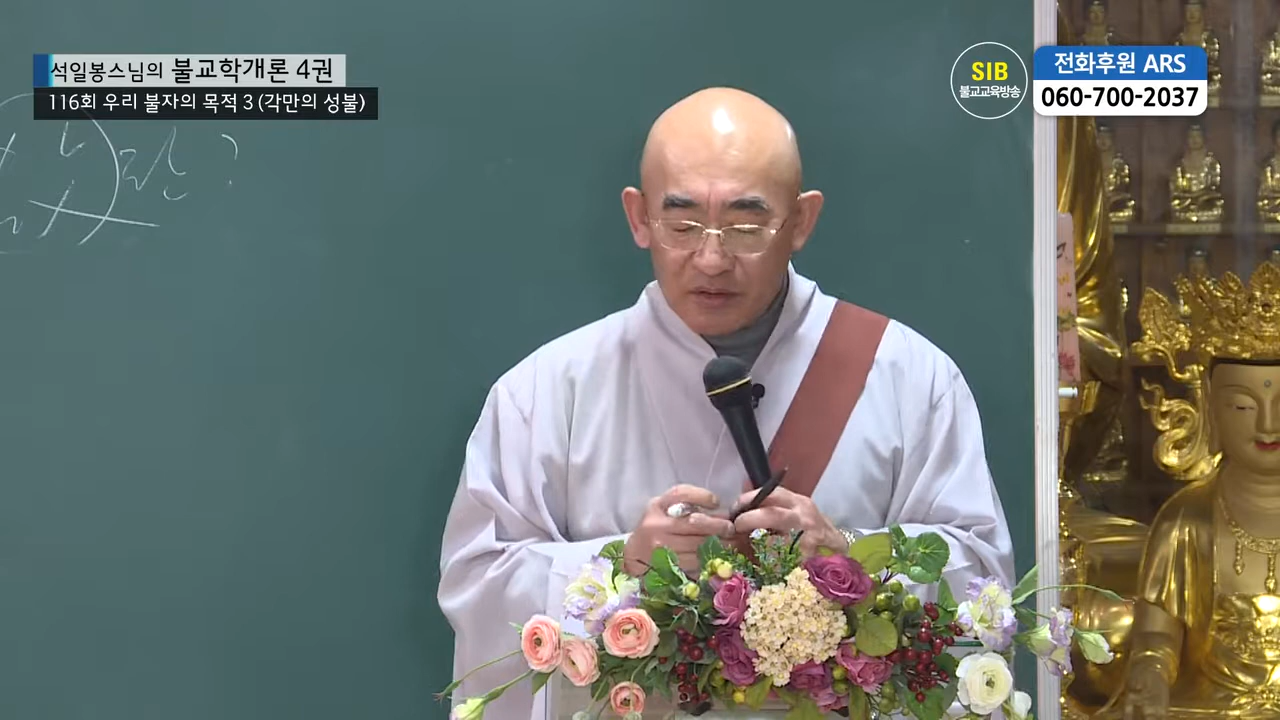 석일봉스님의 불교학개론 4권
116회 우리 불자의 목적 3 (각만의 성불)
SIB
불교교육방송
전화후원 ARS
060-700-2037
란?